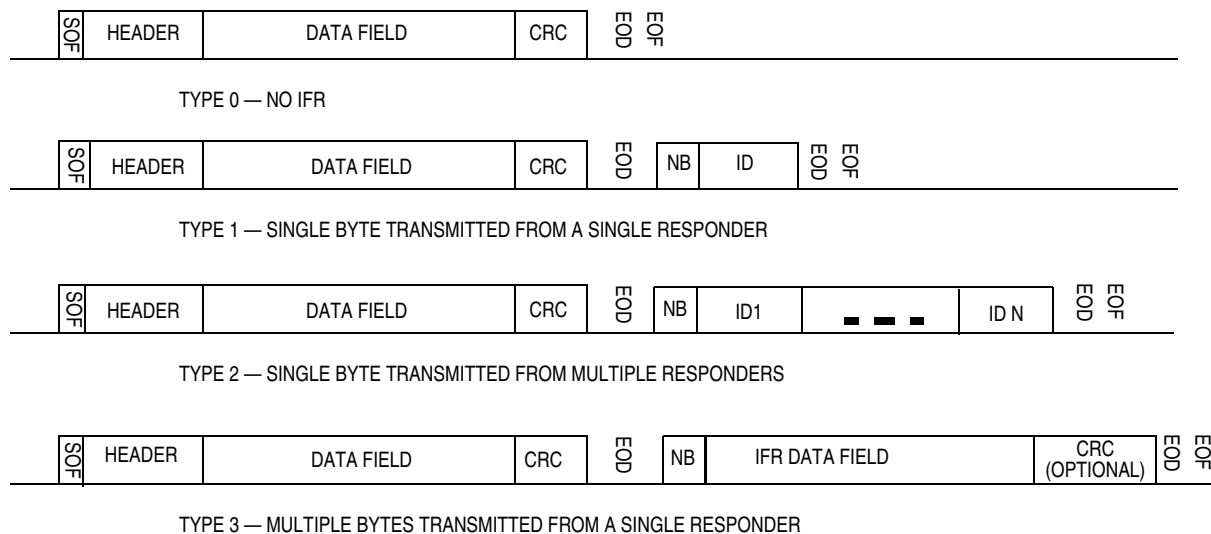 SOF HEADER DATA FIELD CRC EOD EOF
TYPE 0 — NO IFR
SOF HEADER DATA FIELD CRC EOD NB ID EOD EOF
TYPE 1 — SINGLE BYTE TRANSMITTED FROM A SINGLE RESPONDER
SOF HEADER DATA FIELD CRC EOD NB ID1 ID N EOD EOF
TYPE 2 — SINGLE BYTE TRANSMITTED FROM MULTIPLE RESPONDERS
SOF HEADER DATA FIELD CRC EOD NB IFR DATA FIELD CRC (OPTIONAL) EOD EOF
TYPE 3 — MULTIPLE BYTES TRANSMITTED FROM A SINGLE RESPONDER